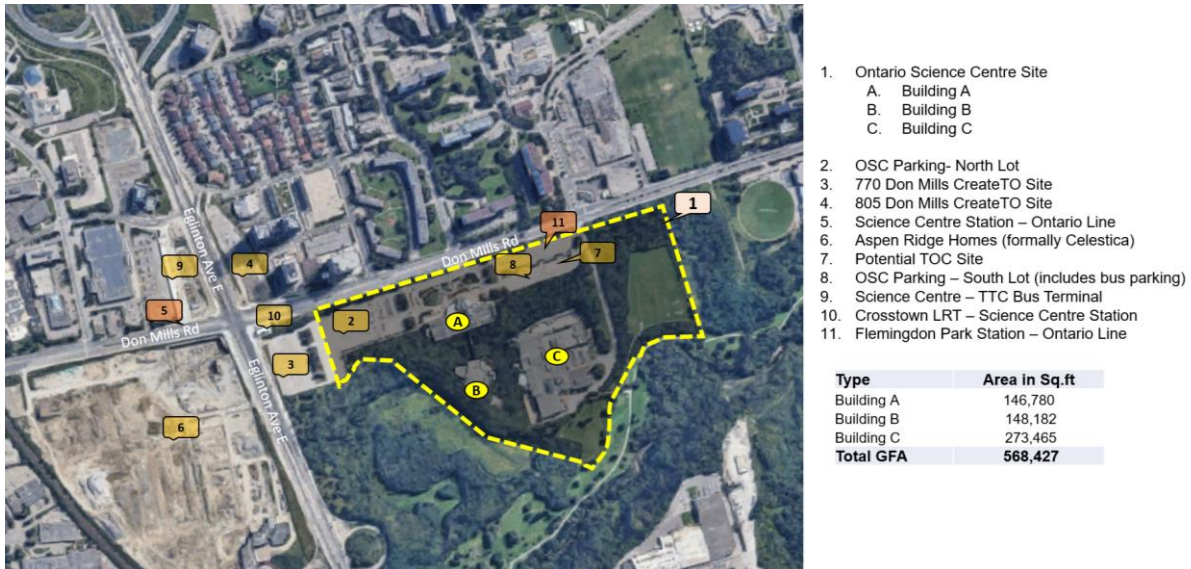 1
11
7
8
Don Mills Rd
9
4
Eglinton Ave E
5
10
2
A
Don Mills Rd
3
C
B
Eglinton Ave E
6
1. Ontario Science Centre Site
A. Building A
B. Building B
C. Building C
2. OSC Parking- North Lot
3. 770 Don Mills CreateTO Site
4. 805 Don Mills CreateTO Site
5. Science Centre Station – Ontario Line
6. Aspen Ridge Homes (formally Celestica)
7. Potential TOC Site
8. OSC Parking – South Lot (includes bus parking)
9. Science Centre – TTC Bus Terminal
10. Crosstown LRT – Science Centre Station
11. Flemingdon Park Station – Ontario Line
Type Area in Sq.ft
Building A 146,780
Building B 148,182
Building C 273,465
Total GFA 568,427